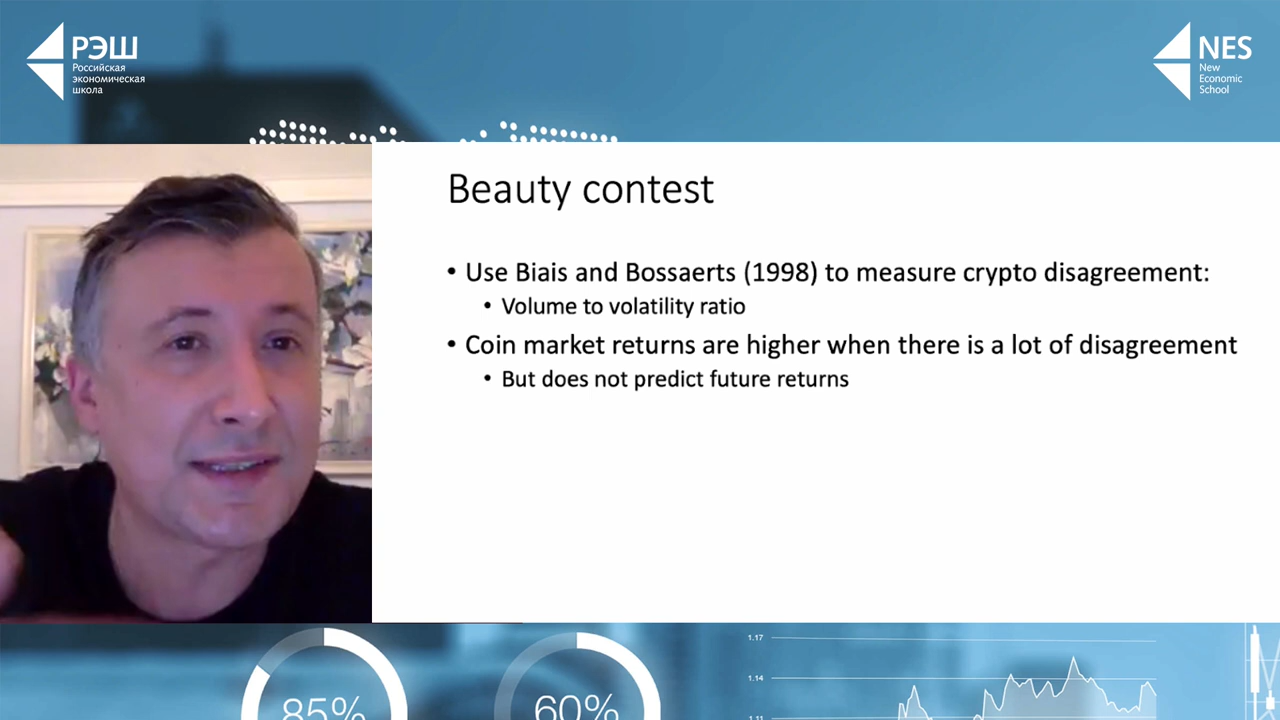 РЭШ
Российская
экономическая
школа
NES
New
Economic
School
Beauty contest
• Use Biais and Bossaerts (1998) to measure crypto disagreement:
• Volume to volatility ratio
• Coin market returns are higher when there is a lot of disagreement
• But does not predict future returns
85%
60%
1.17
1.14
1.11